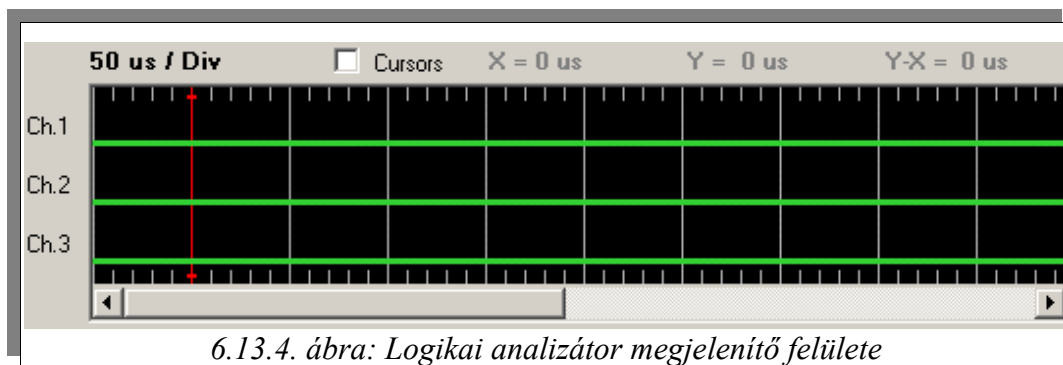 50 us / Div Cursors X = 0 us Y = 0 us Y-X = 0 us
Ch.1
Ch.2
Ch.3
6.13.4. ábra: Logikai analizátor megjelenítő felülete